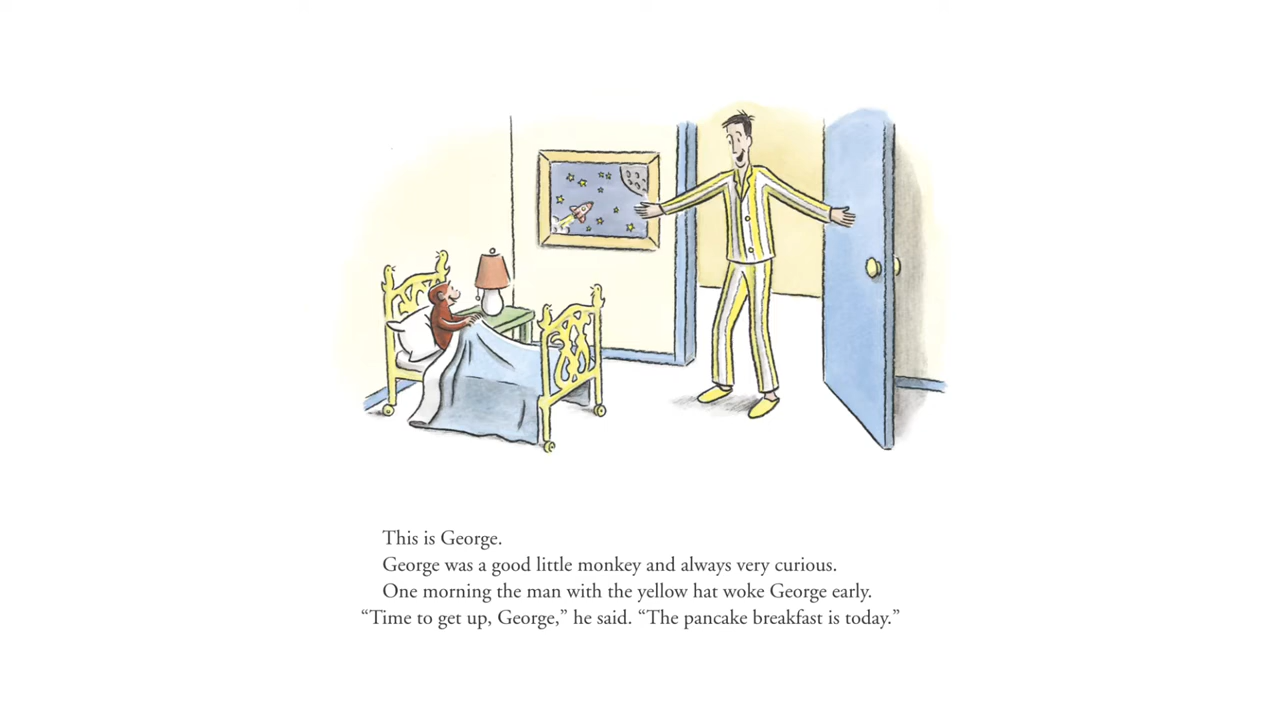 This is George.
George was a good little monkey and always very curious.
One morning the man with the yellow hat woke George early.
“Time to get up, George,” he said. “The pancake breakfast is today.”